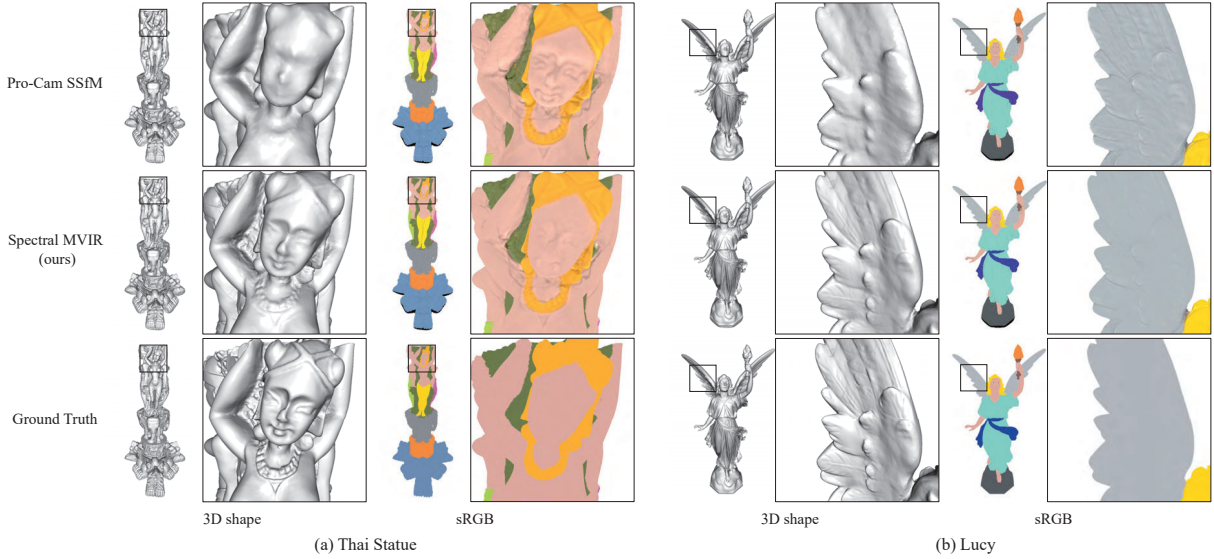 Pro-Cam SSfM
Spectral MVIR
(ours)
Ground Truth
3D shape
sRGB
3D shape
sRGB
(a) Thai Statue
(b) Lucy